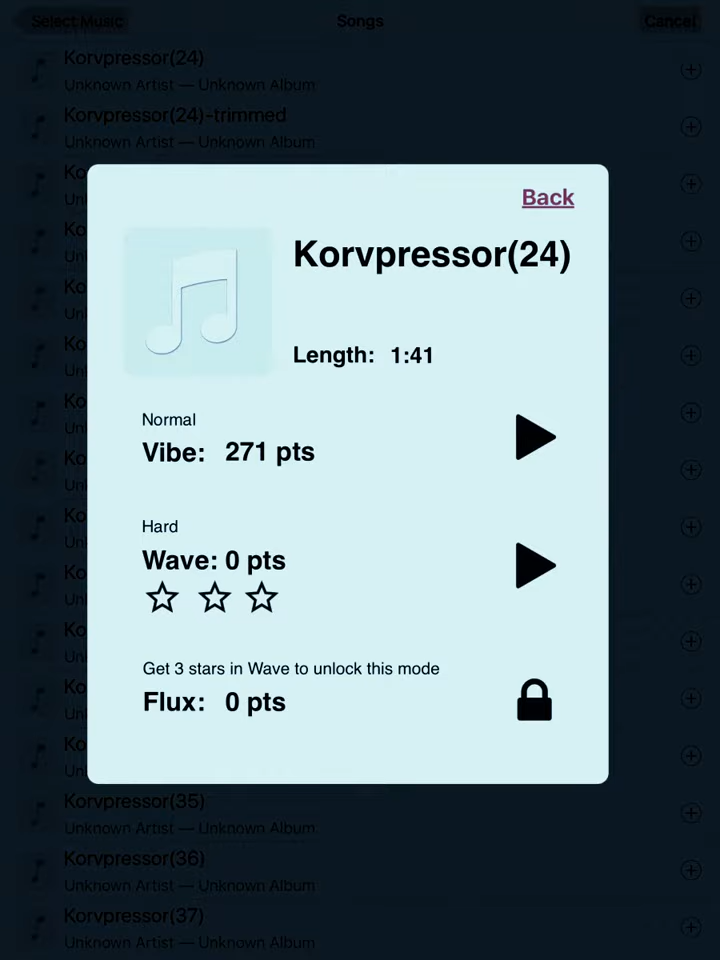 Select Music Songs Cancel
Korvpressor(24)
Unknown Artist — Unknown Album
Korvpressor(24)-trimmed
Unknown Artist — Unknown Album
Back
Korvpressor(24)
Length: 1:41
Normal
Vibe: 271 pts
Hard
Wave: 0 pts
Get 3 stars in Wave to unlock this mode
Flux: 0 pts
Korvpressor(35)
Unknown Artist — Unknown Album
Korvpressor(36)
Unknown Artist — Unknown Album
Korvpressor(37)
Unknown Artist — Unknown Album